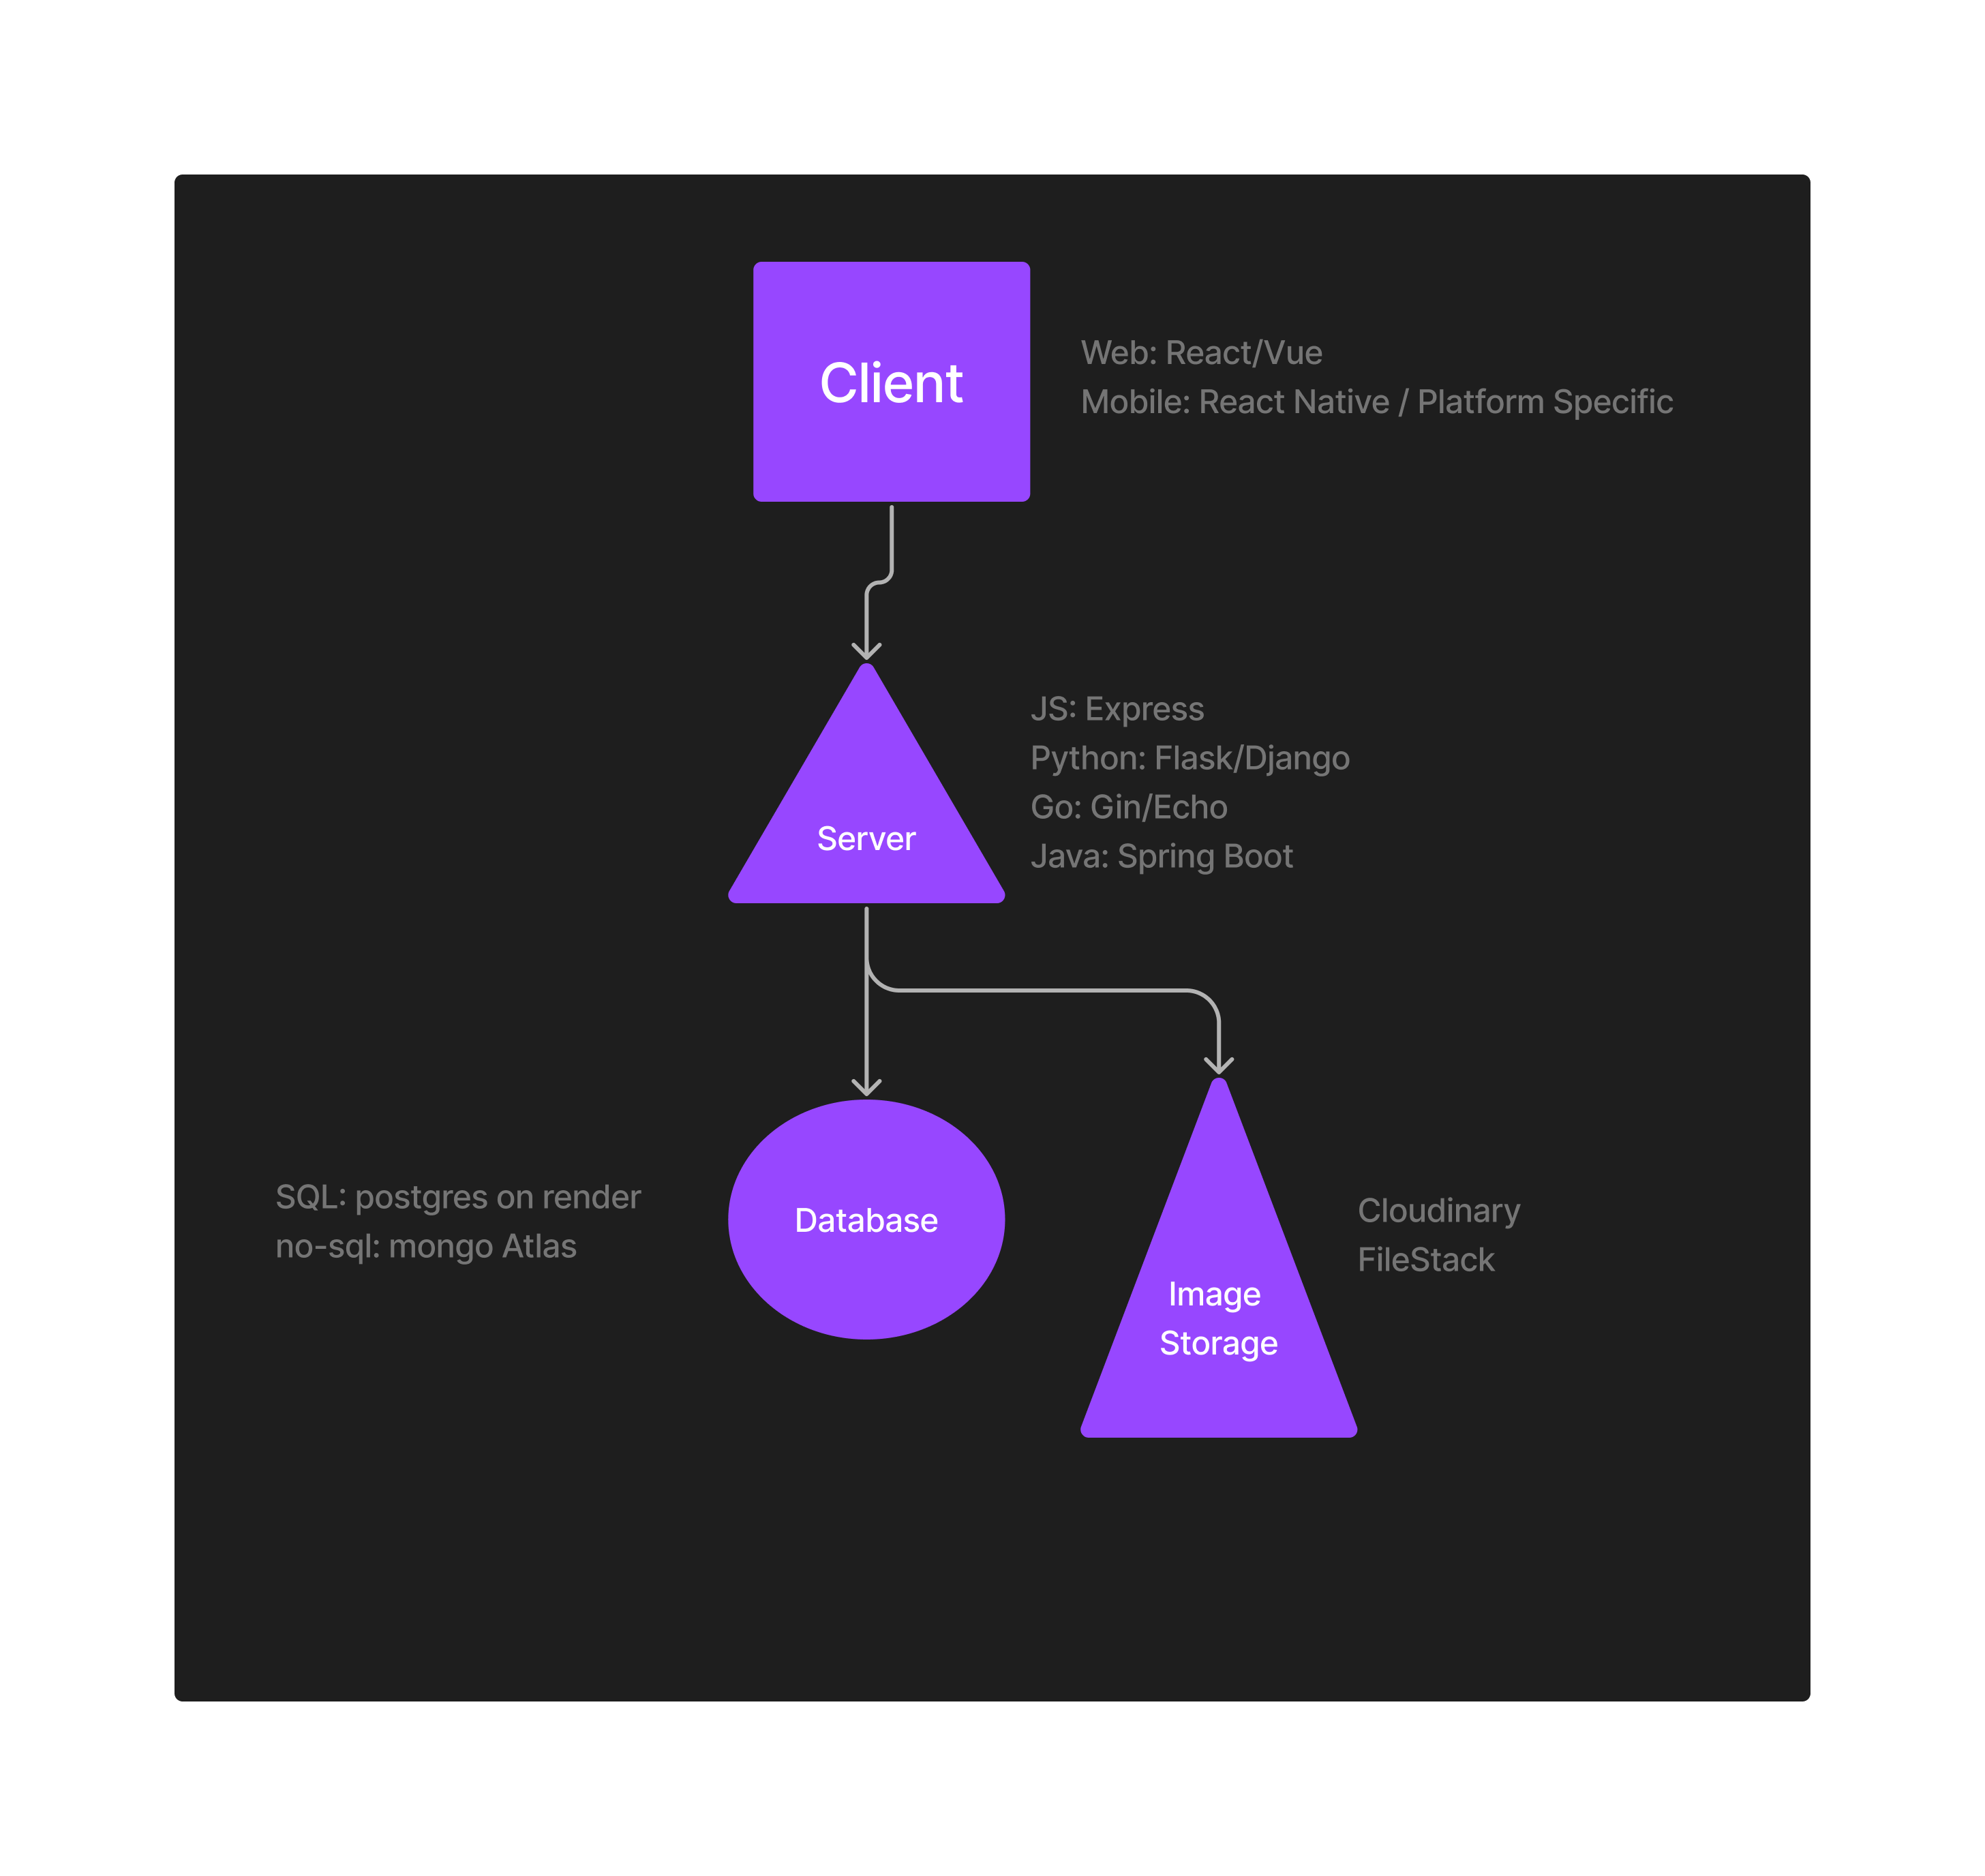 Client
Web: React/Vue
Mobile: React Native / Platform Specific
JS: Express
Python: Flask/Django
Go: Gin/Echo
Java: Spring Boot
Server
SQL: postgres on render
no-sql: mongo Atlas
Database
Cloudinary
FileStack
Image
Storage